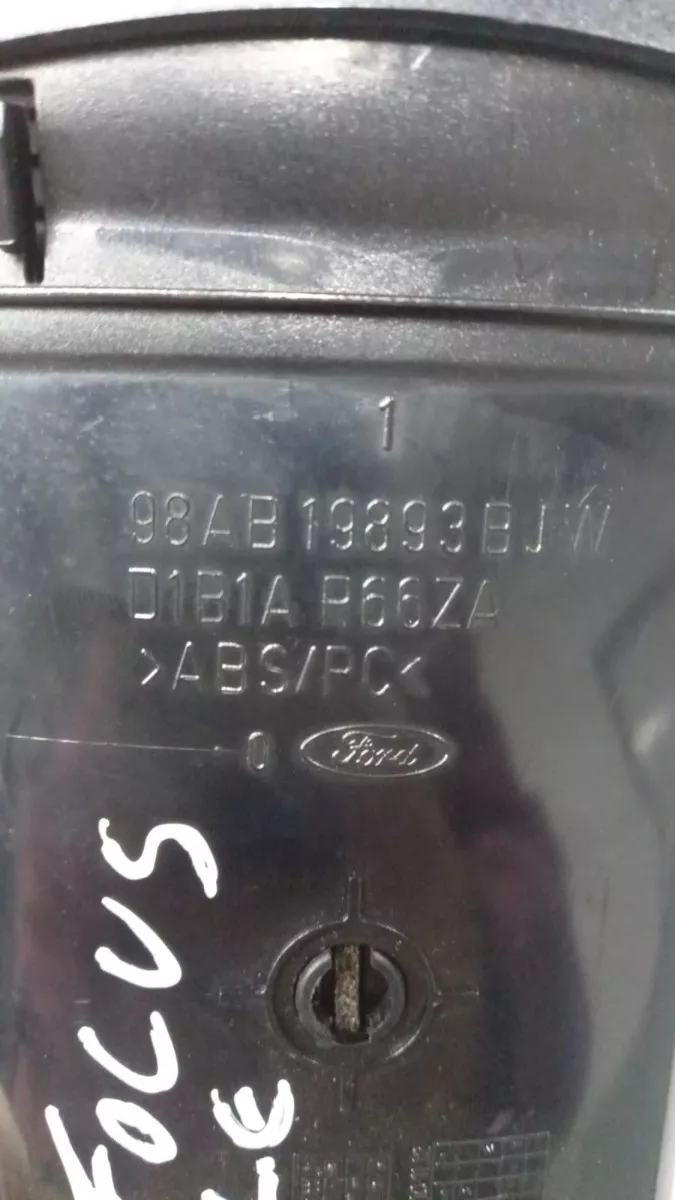 1
98AB 19893 BJW
D1B1A P66ZA
>ABS/PC<
0 Ford
FOCUS